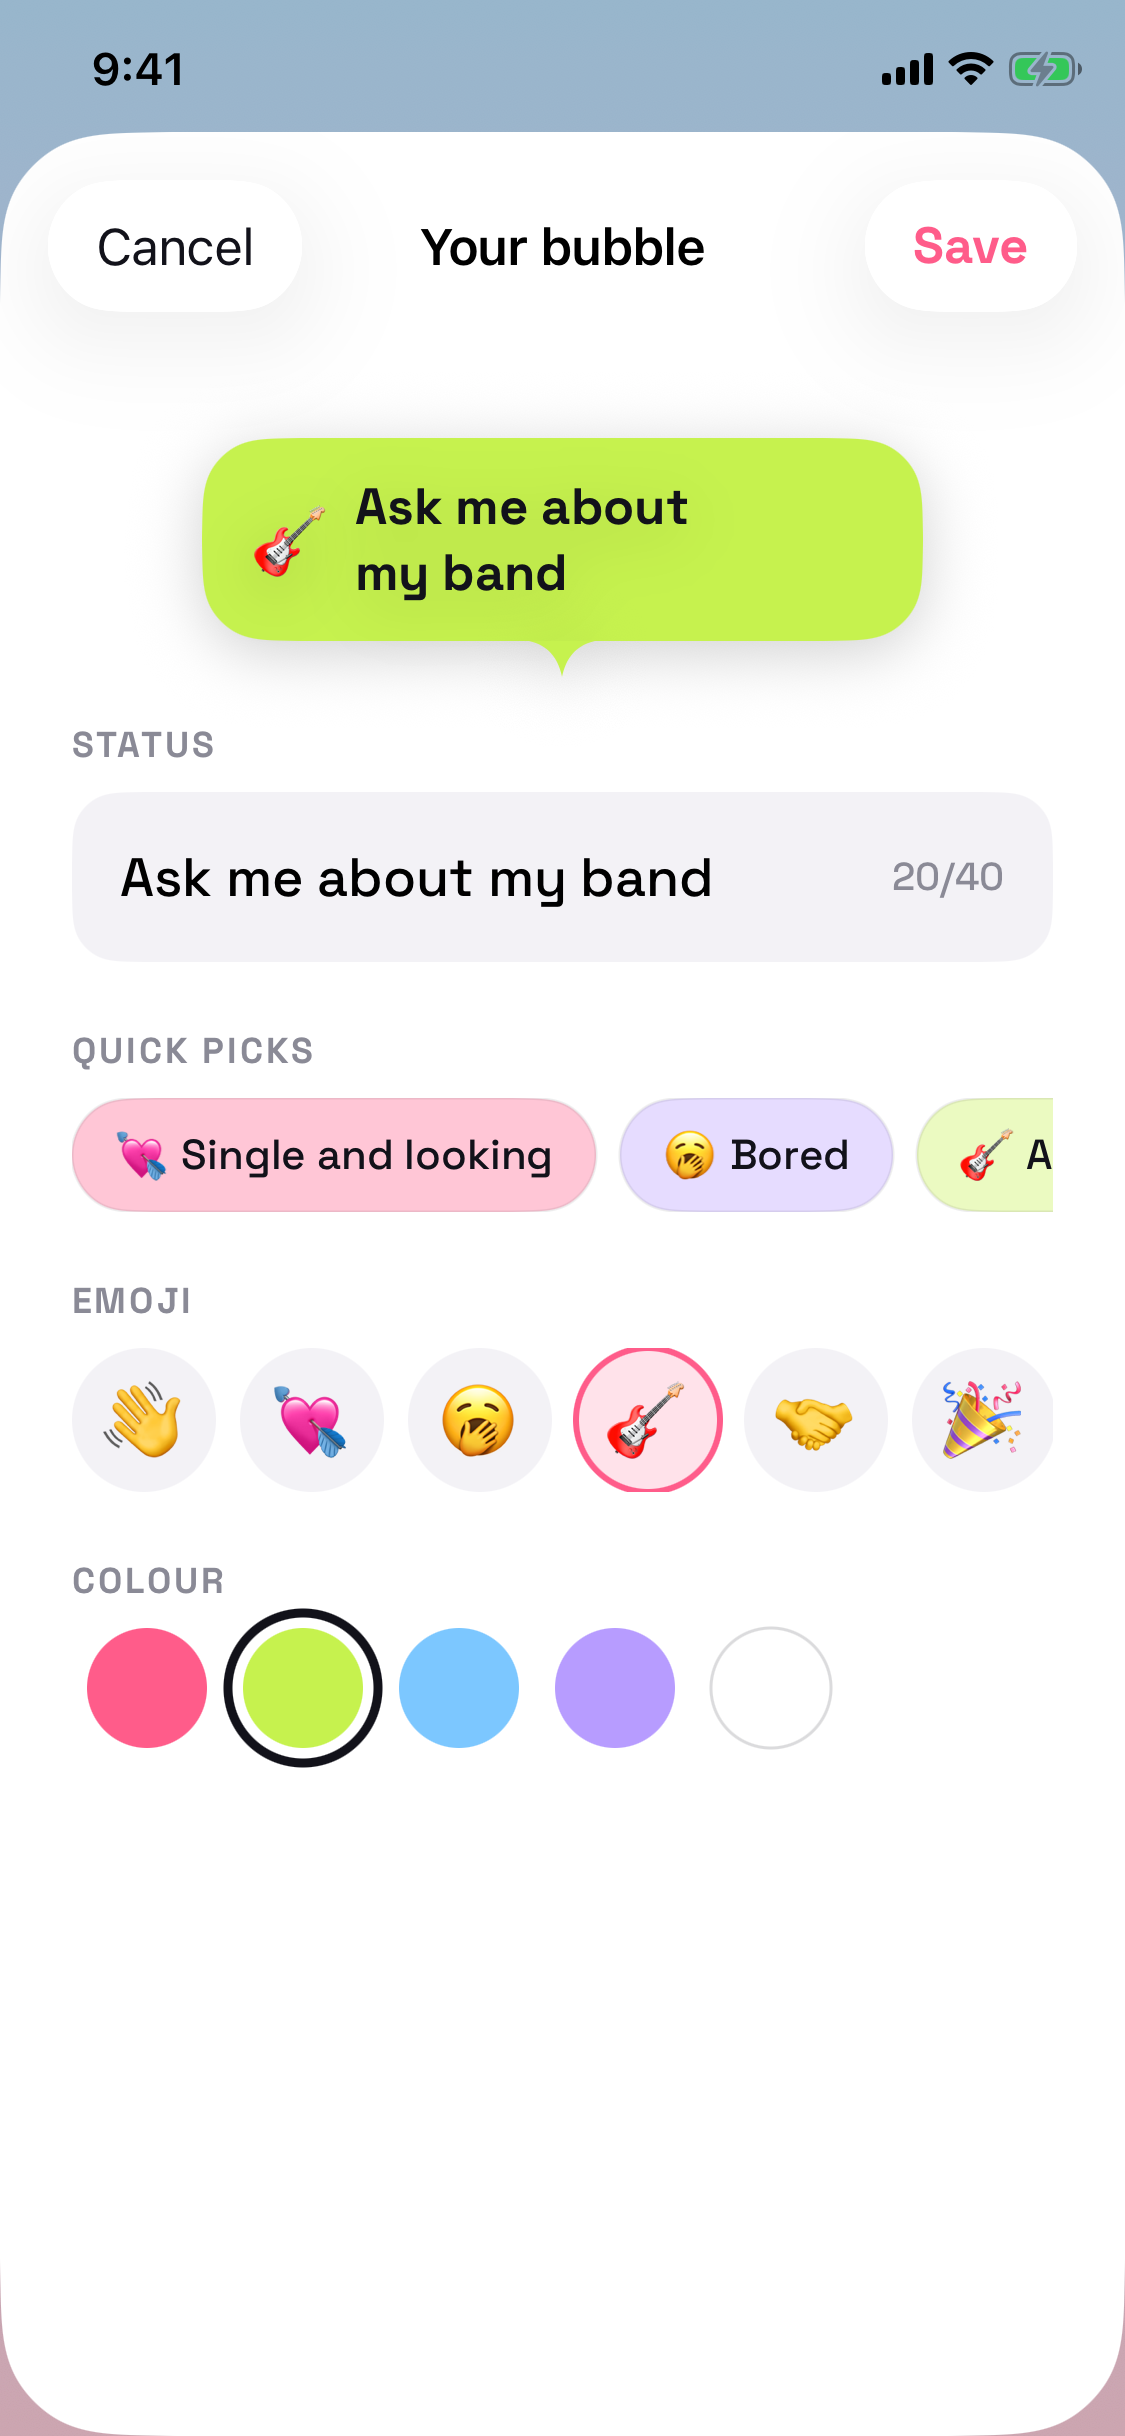 9:41
Cancel
Your bubble
Save
Ask me about
my band
STATUS
Ask me about my band
20/40
QUICK PICKS
Single and looking
Bored
A
EMOJI
COLOUR